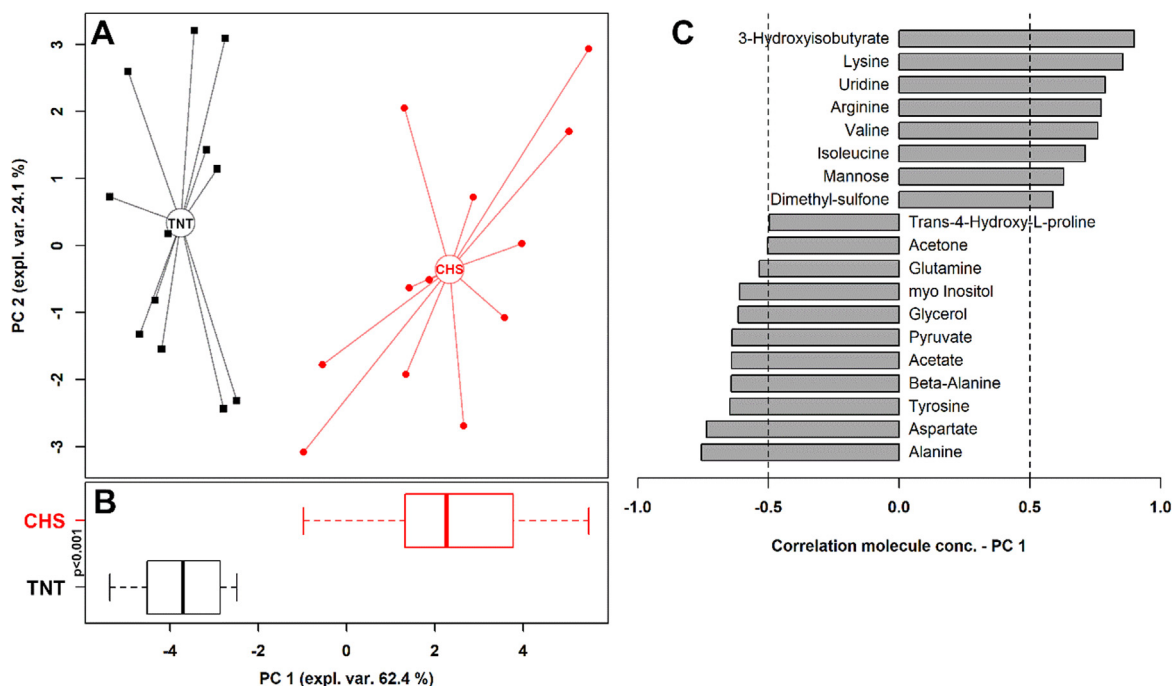 A
PC 2 (expl. var. 24.1 %)
3
2
1
0
-1
-2
-3
TNT
CHS
B
CHS
TNT
p<0.001
-4
-2
0
2
4
PC 1 (expl. var. 62.4 %)
C
3-Hydroxyisobutyrate
Lysine
Uridine
Arginine
Valine
Isoleucine
Mannose
Dimethyl-sulfone
Trans-4-Hydroxy-L-proline
Acetone
Glutamine
myo Inositol
Glycerol
Pyruvate
Acetate
Beta-Alanine
Tyrosine
Aspartate
Alanine
-1.0
-0.5
0.0
0.5
1.0
Correlation molecule conc. - PC 1